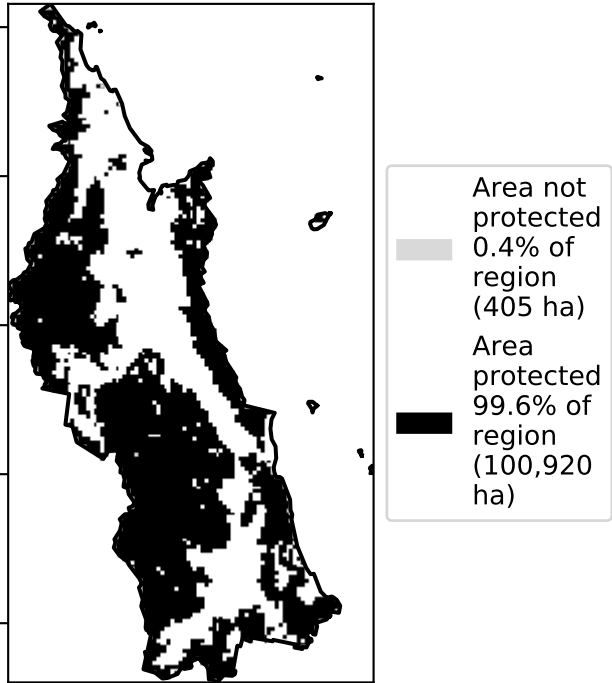 Area not
protected
0.4% of
region
(405 ha)
Area
protected
99.6% of
region
(100,920
ha)